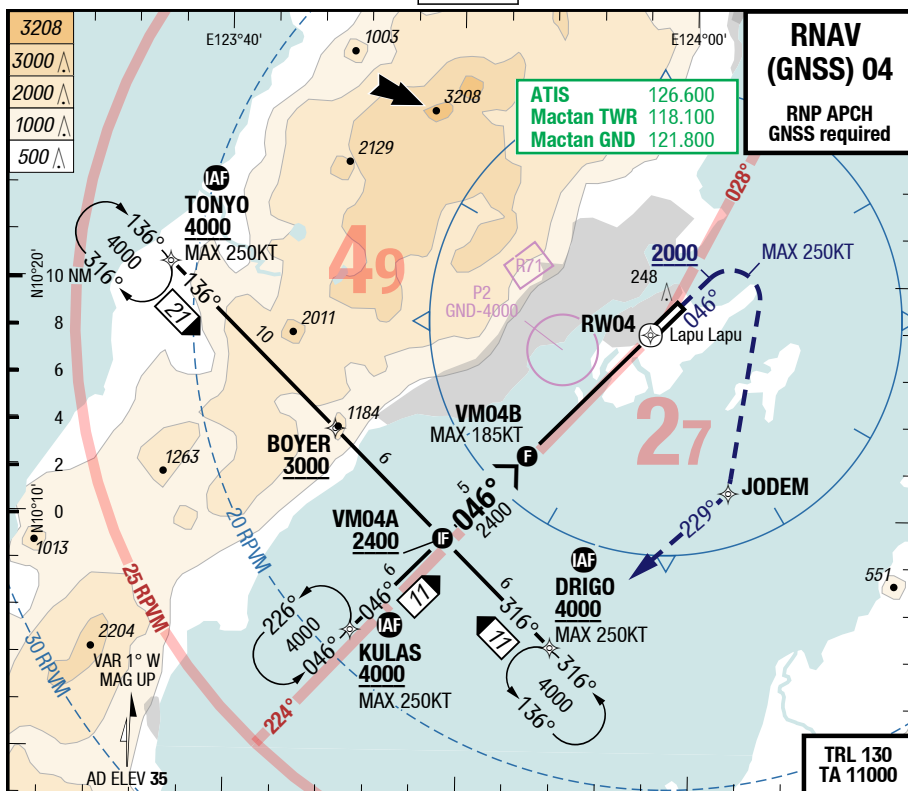 3208
3000
2000
1000
500
E123°40'
1003
E124°00'
RNAV
(GNSS) 04
RNP APCH
GNSS required
ATIS 126.600
Mactan TWR 118.100
Mactan GND 121.800
3208
2129
028°
IAF
TONYO
4000
MAX 250KT
136°
4000
316°
136°
49
R71
P2
GND-4000
2000
MAX 250KT
248
046°
RW04
Lapu Lapu
N10°20'
10 NM
8
6
4
2
0
21
10
2011
1184
BOYER
3000
6
VM04B
MAX 185KT
F
27
1263
JODEM
229°
5
046°
2400
N10°10'
VM04A
2400
IF
1013
20 RPVM
25 RPVM
30 RPVM
IAF
DRIGO
4000
MAX 250KT
551
6
046°
11
6
316°
11
226°
4000
046°
IAF
KULAS
4000
MAX 250KT
316°
4000
136°
2204
VAR 1° W
MAG UP
224°
AD ELEV 35
TRL 130
TA 11000